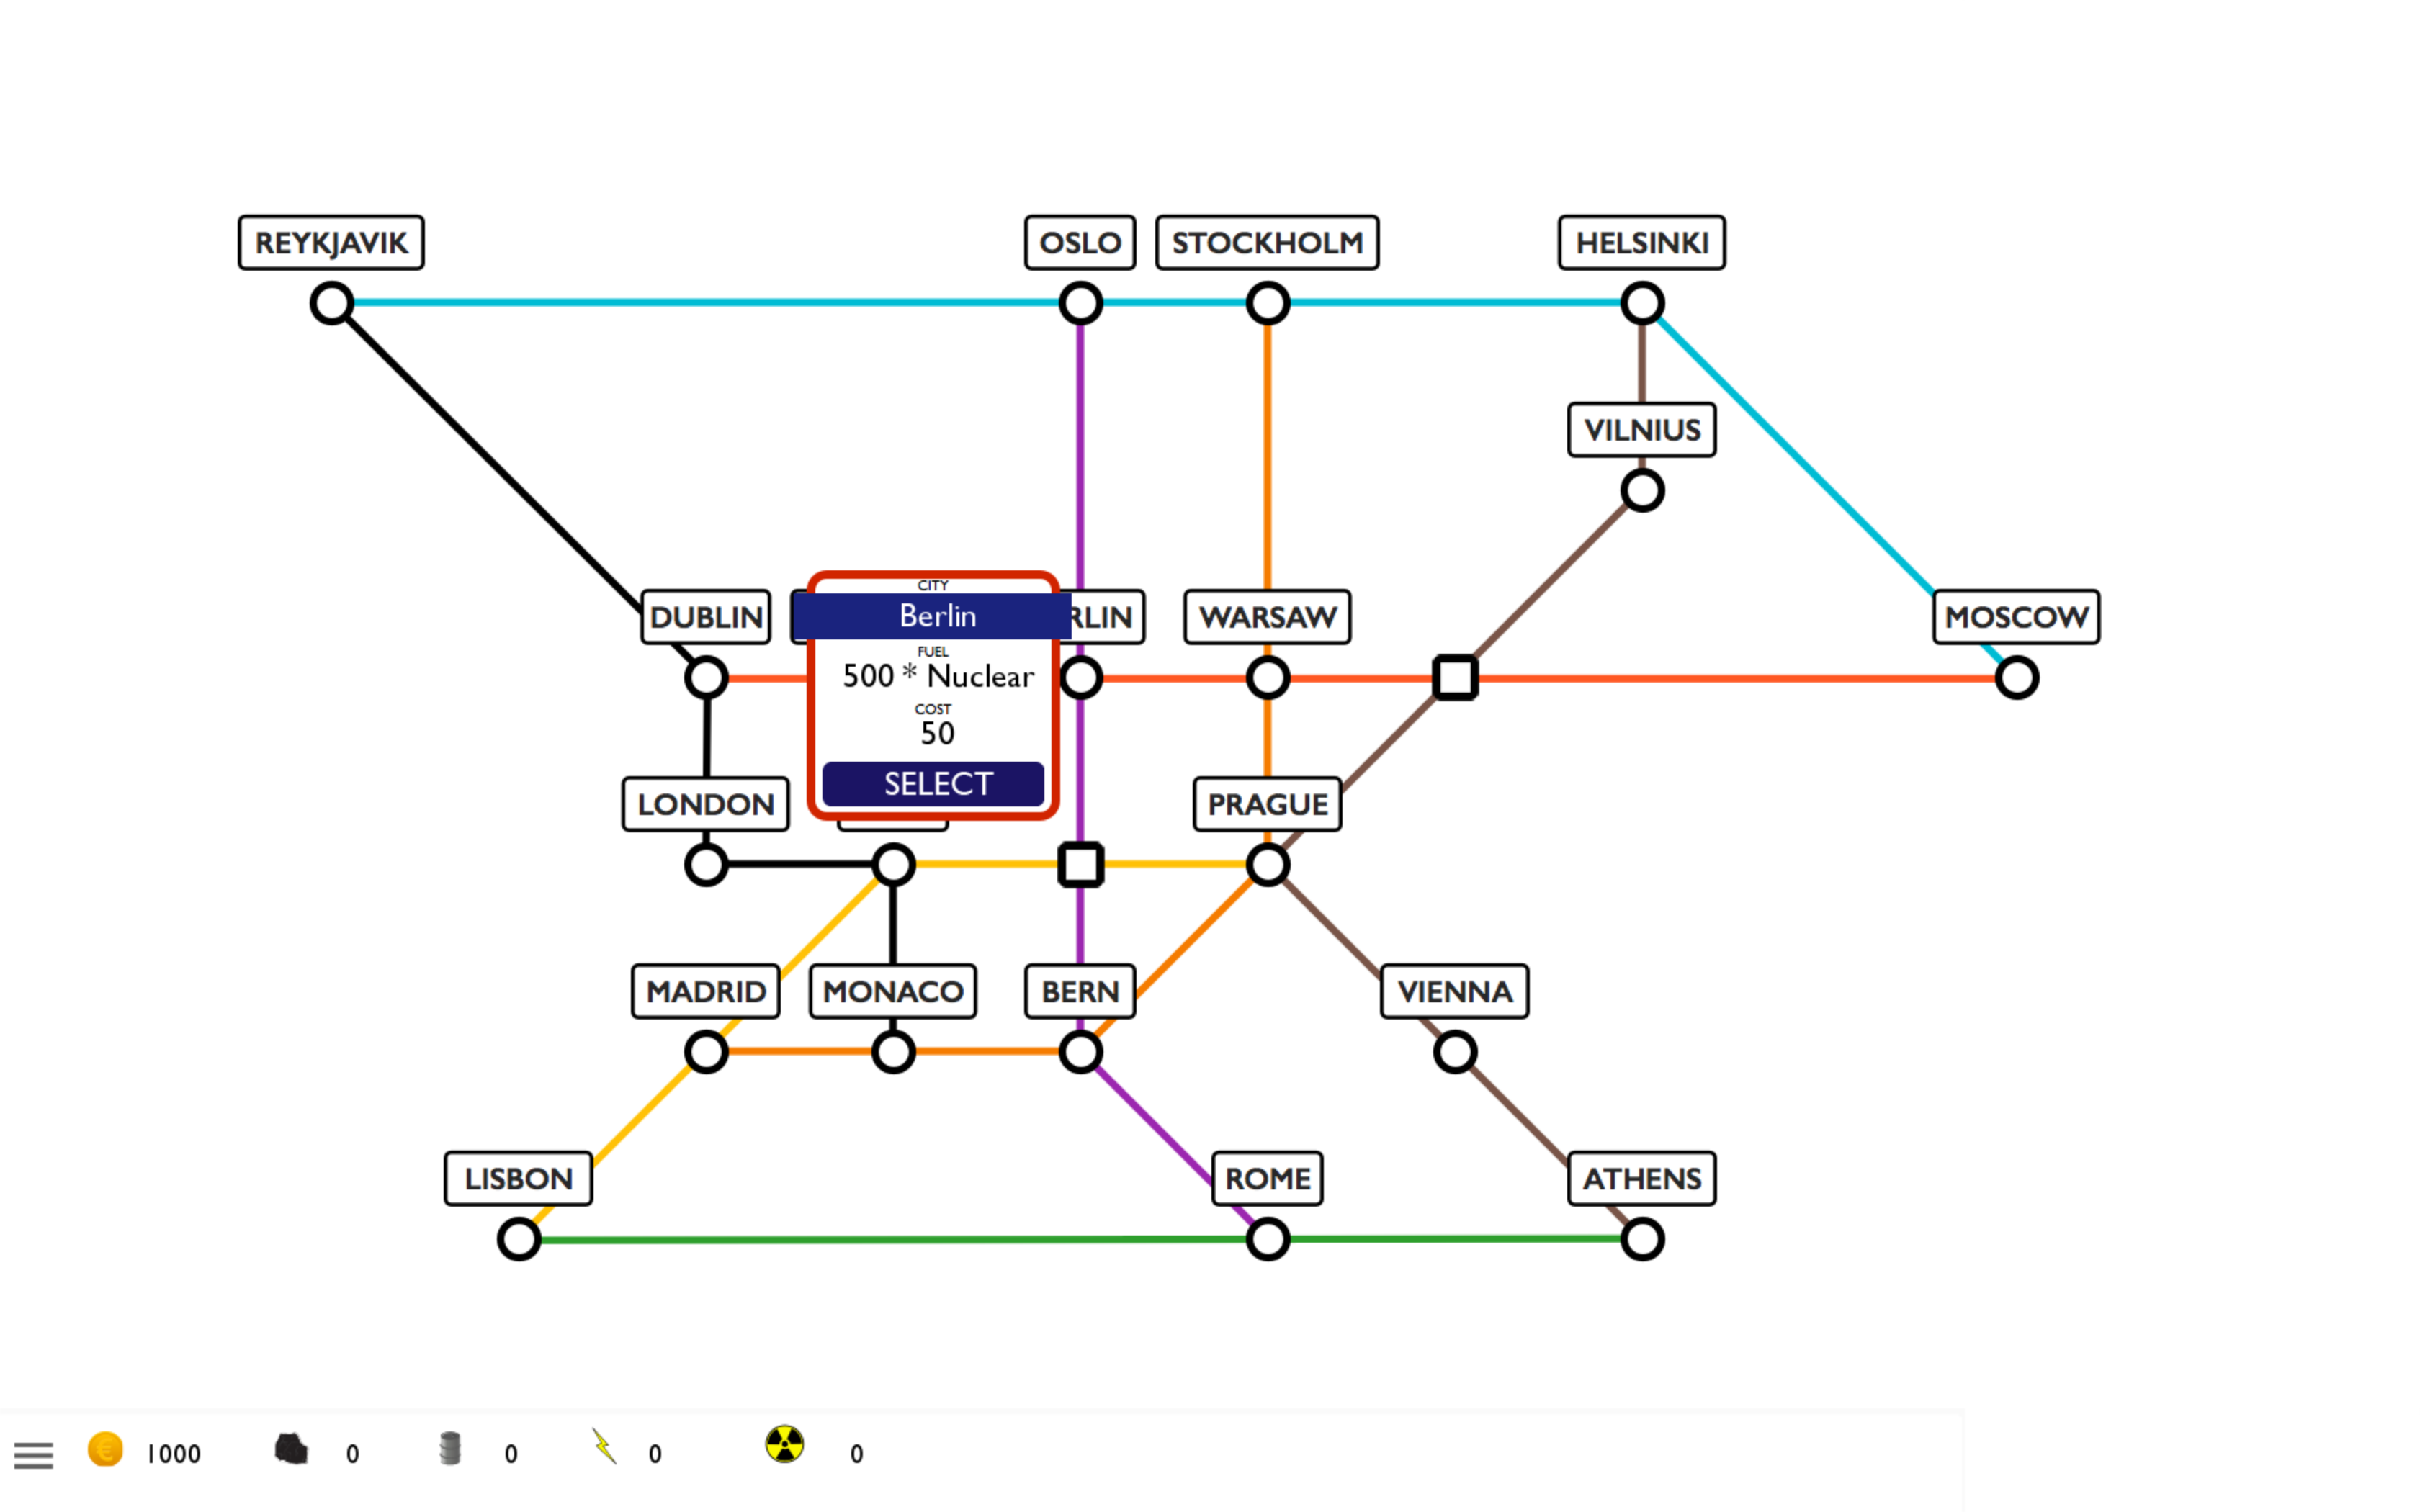 REYKJAVIK
OSLO
STOCKHOLM
HELSINKI
VILNIUS
DUBLIN
CITY
Berlin
RLIN
WARSAW
MOSCOW
FUEL
500 * Nuclear
COST
50
SELECT
LONDON
PRAGUE
MADRID
MONACO
BERN
VIENNA
LISBON
ROME
ATHENS
1000
0
0
0
0